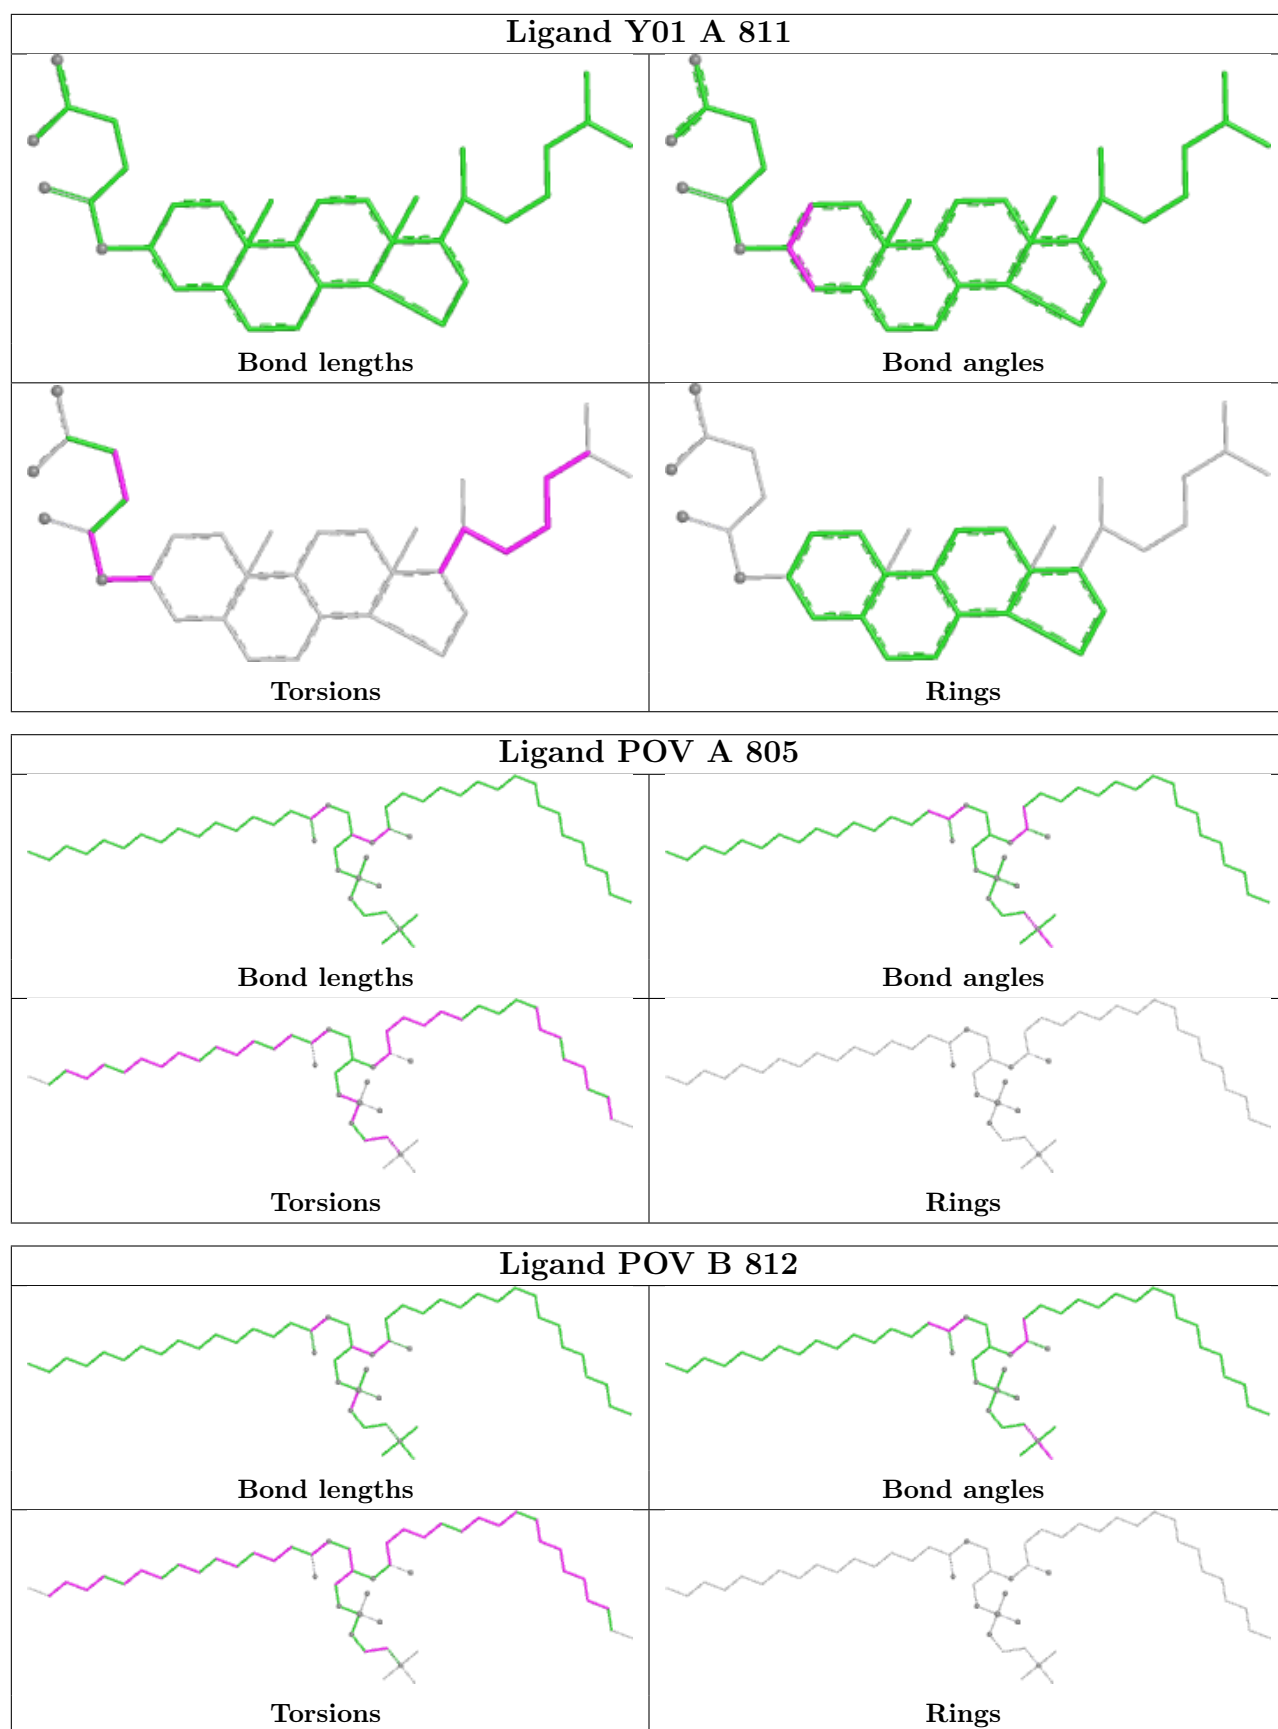 Ligand Y01 A 811
Bond lengths
Bond angles
Torsions
Rings
Ligand POV A 805
Bond lengths
Bond angles
Torsions
Rings
Ligand POV B 812
Bond lengths
Bond angles
Torsions
Rings